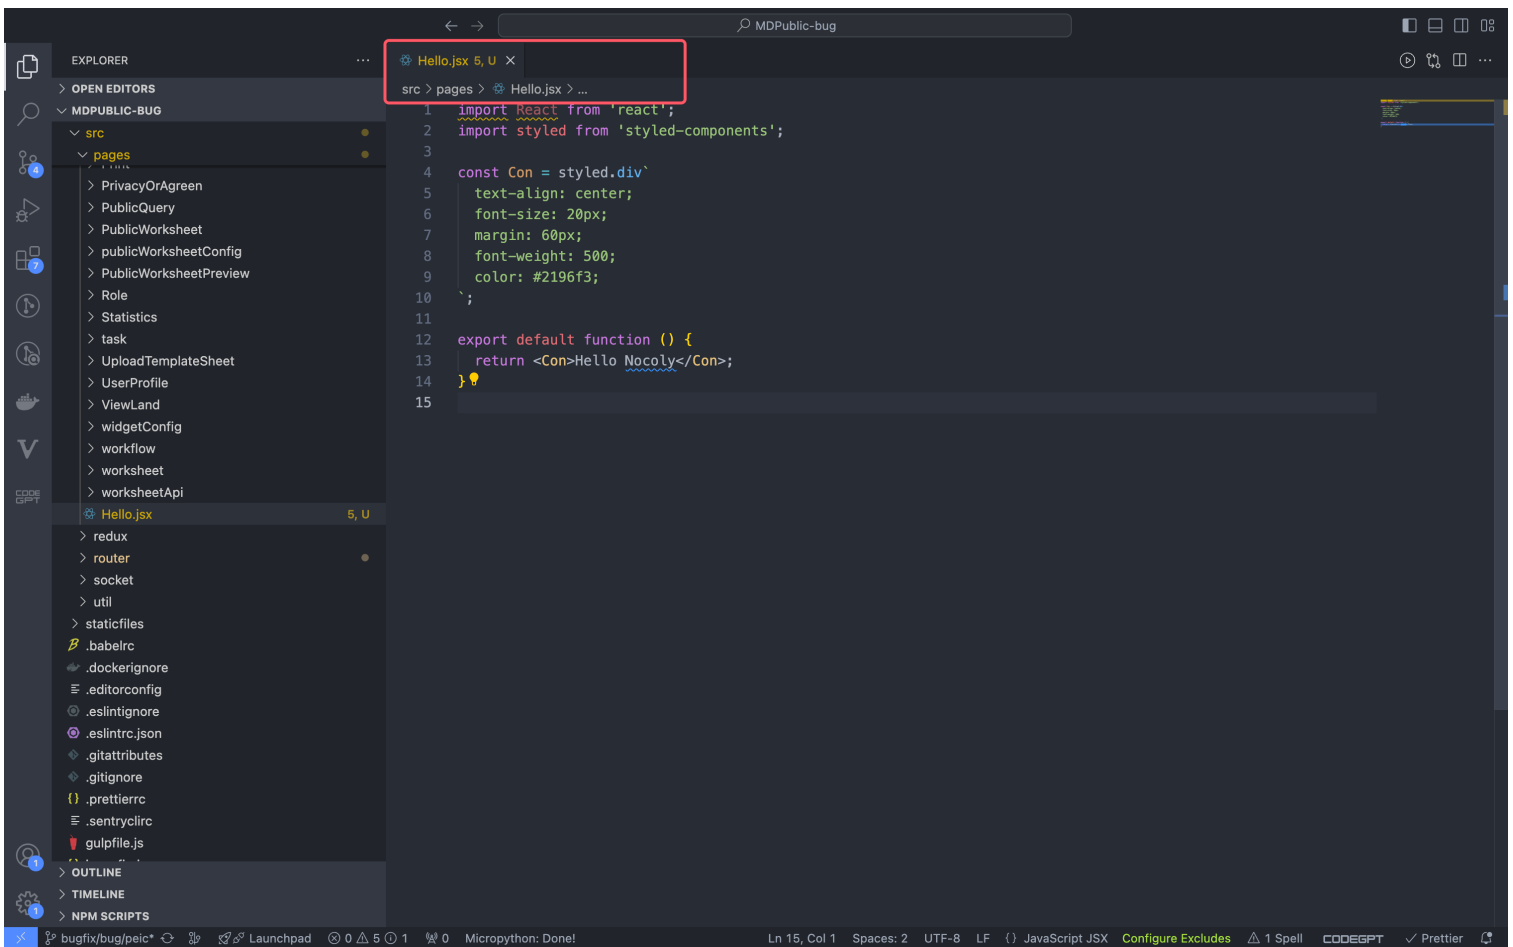 MDPublic-bug
EXPLORER
OPEN EDITORS
MDPUBLIC-BUG
src
pages
PrivacyOrAgreen
PublicQuery
PublicWorksheet
publicWorksheetConfig
PublicWorksheetPreview
Role
Statistics
task
UploadTemplateSheet
UserProfile
ViewLand
widgetConfig
workflow
worksheet
worksheetApi
Hello.jsx 5, U
redux
router
socket
util
staticfiles
.babelrc
.dockerignore
.editorconfig
.eslintignore
.eslintrc.json
.gitattributes
.gitignore
.prettierrc
.sentryclirc
gulpfile.js
OUTLINE
TIMELINE
NPM SCRIPTS
4
7
CODE
GPT
1
1
Hello.jsx 5, U
src > pages > Hello.jsx > ...
1 import React from 'react';
2 import styled from 'styled-components';
3
4 const Con = styled.div`
5 text-align: center;
6 font-size: 20px;
7 margin: 60px;
8 font-weight: 500;
9 color: #2196f3;
10 `;
11
12 export default function () {
13 return <Con>Hello Nocoly</Con>;
14 }
15
bugfix/bug/peic* Launchpad 0 5 1 0 Micropython: Done! Ln 15, Col 1 Spaces: 2 UTF-8 LF {} JavaScript JSX Configure Excludes 1 Spell CODEGPT Prettier